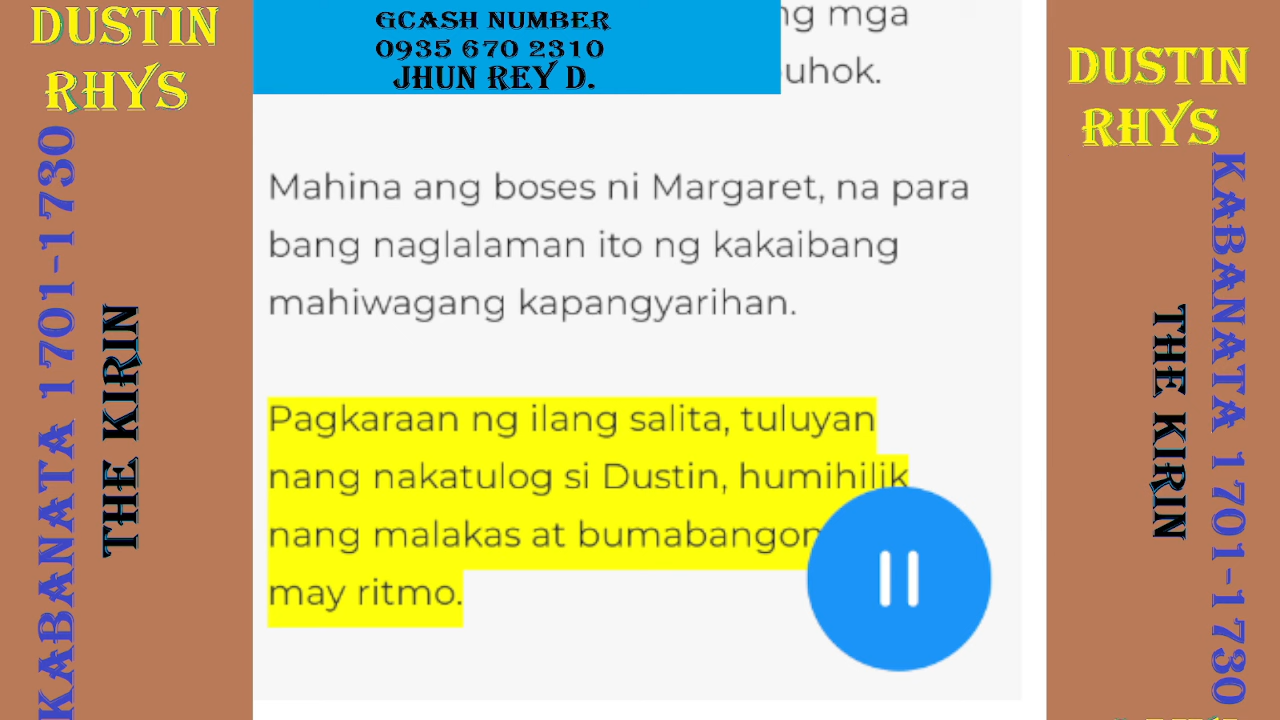 DUSTIN
RHYS
KABANATA 1701-1730
THE KIRIN
GCASH NUMBER
0935 670 2310
JHUN REY D.
mga
Mahina ang boses ni Margaret, na para
bang naglalaman ito ng kakaibang
mahiwagang kapangyarihan.
Pagkaraan ng ilang salita, tuluyan
nang nakatulog si Dustin, humihilik
nang malakas at bumabangon
may ritmo.
DUSTIN
RHYS
KABANATA 1701-1730
THE KIRIN